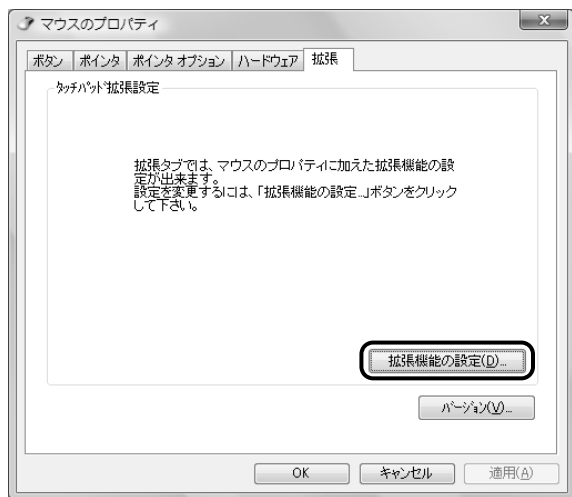 マウスのプロパティ
x
ボタン ポインタ ポインタ オプション ハードウェア 拡張
ﾀｯﾁﾊﾟｯﾄﾞ拡張設定
拡張タブでは、マウスのプロパティに加えた拡張機能の設
定が出来ます。
設定を変更するには、「拡張機能の設定...」ボタンをクリック
して下さい。
拡張機能の設定(D)...
ﾊﾞｰｼﾞｮﾝ(V)...
OK キャンセル 適用(A)